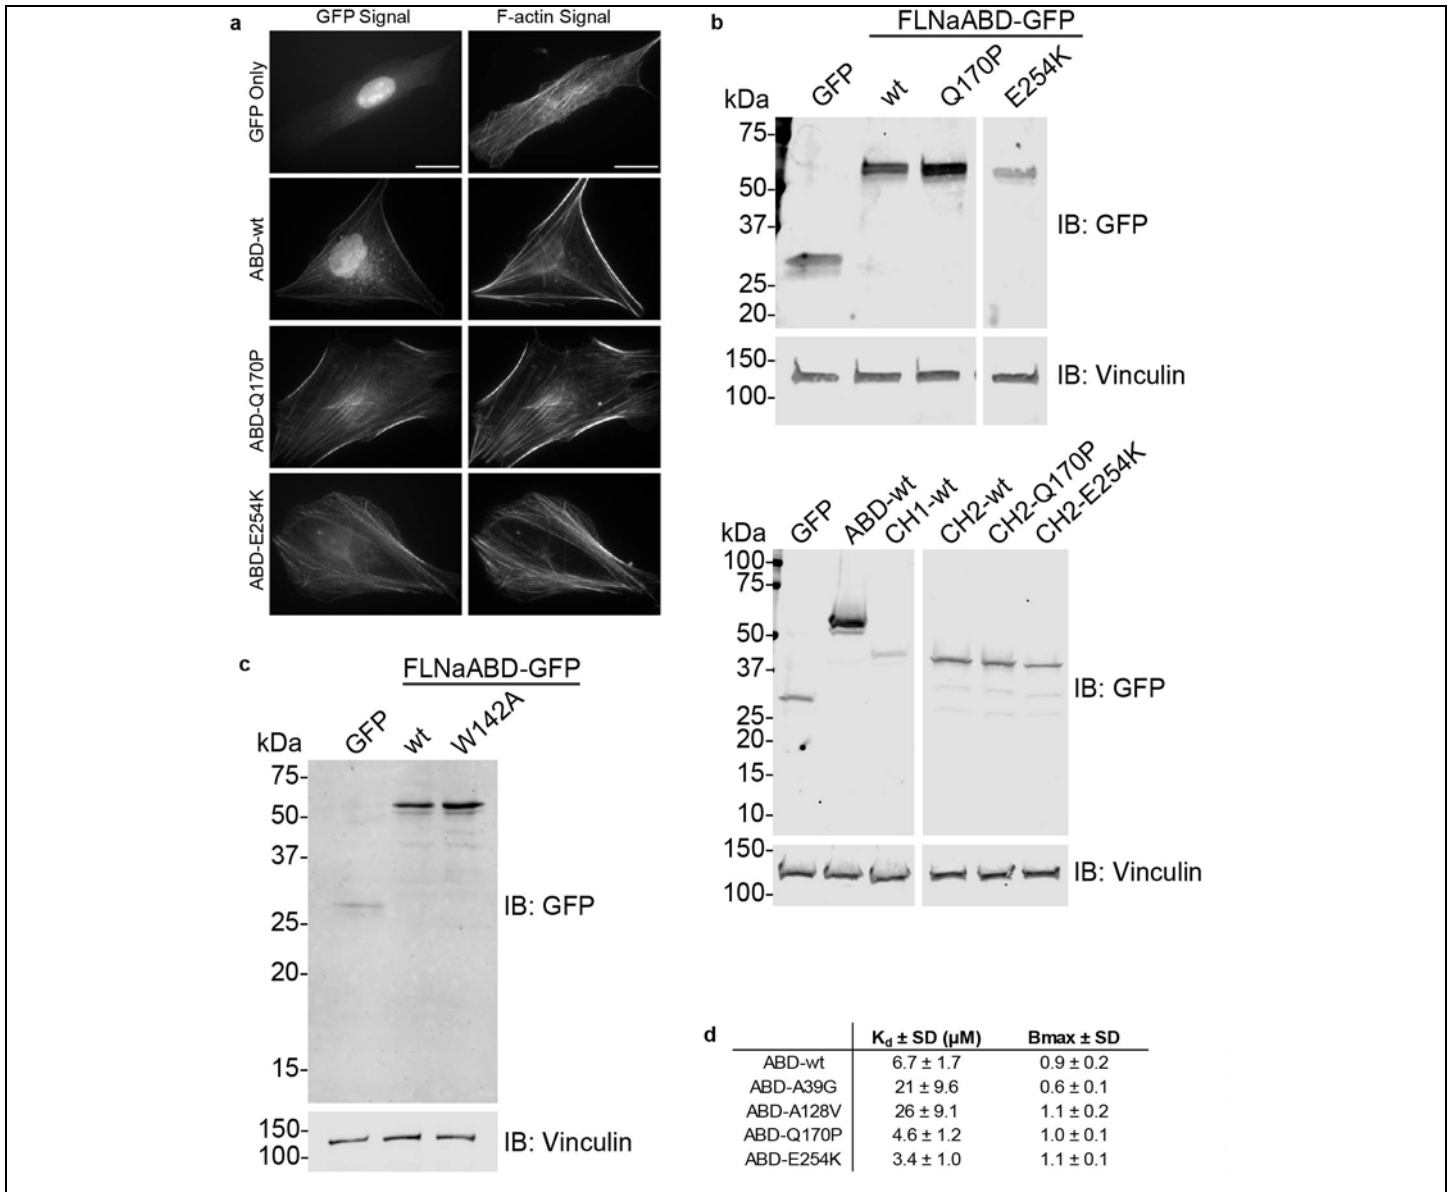 a
GFP Signal
F-actin Signal
GFP Only
ABD-wt
ABD-Q170P
ABD-E254K
b
FLNaABD-GFP
GFP
wt
Q170P
E254K
kDa
75-
50-
37-
25-
20-
IB: GFP
150-
100-
IB: Vinculin
GFP
ABD-wt
CH1-wt
CH2-wt
CH2-Q170P
CH2-E254K
kDa
100-
75-
50-
37-
25-
20-
15-
10-
IB: GFP
150-
100-
IB: Vinculin
c
FLNaABD-GFP
GFP
wt
W142A
kDa
75-
50-
37-
25-
20-
15-
IB: GFP
150-
100-
IB: Vinculin
d
K_d ± SD (µM) Bmax ± SD
ABD-wt 6.7 ± 1.7 0.9 ± 0.2
ABD-A39G 21 ± 9.6 0.6 ± 0.1
ABD-A128V 26 ± 9.1 1.1 ± 0.2
ABD-Q170P 4.6 ± 1.2 1.0 ± 0.1
ABD-E254K 3.4 ± 1.0 1.1 ± 0.1